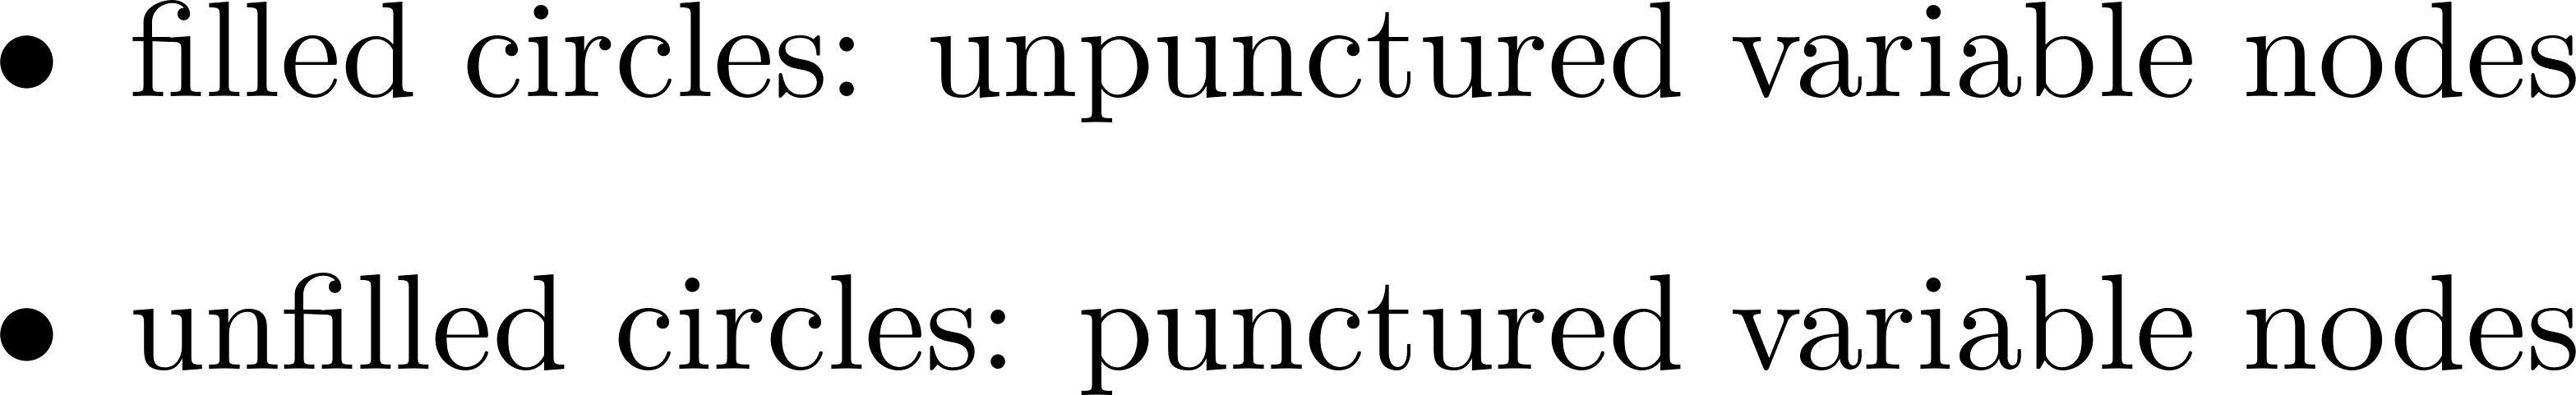 • filled circles: unpunctured variable nodes
• unfilled circles: punctured variable nodes